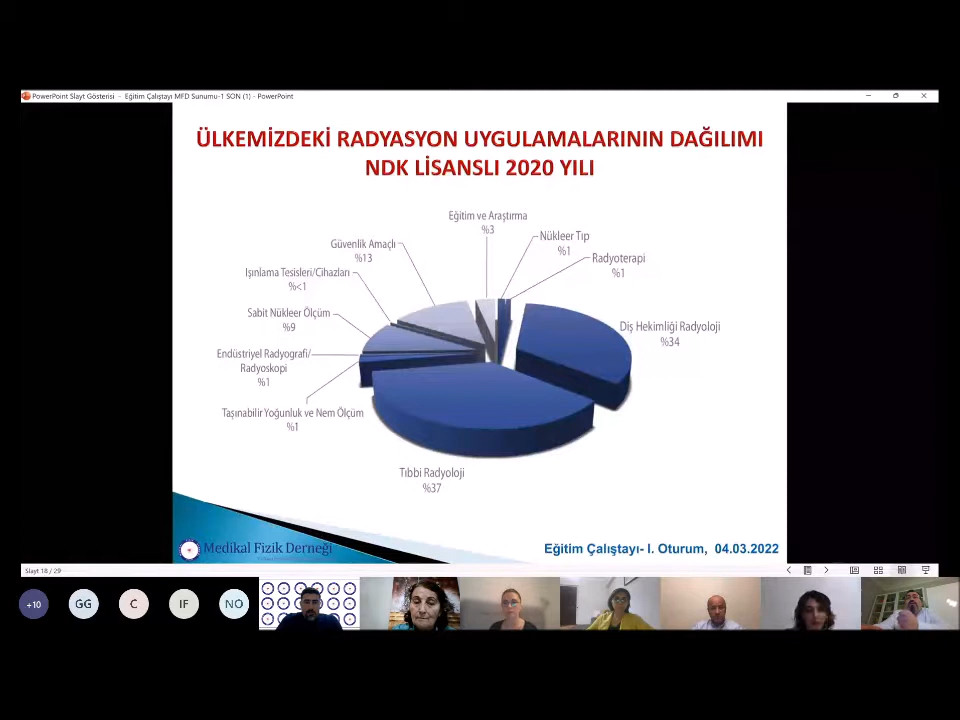 PowerPoint Slayt Gösterisi - Eğitim Çalıştayı MFD Sunumu-1 SON (1) - PowerPoint
ÜLKEMİZDEKİ RADYASYON UYGULAMALARININ DAĞILIMI
NDK LİSANSLI 2020 YILI
Eğitim ve Araştırma
%3
Nükleer Tıp
%1
Radyoterapi
%1
Güvenlik Amaçlı
%13
Işınlama Tesisleri/Cihazları
%<1
Sabit Nükleer Ölçüm
%9
Diş Hekimliği Radyoloji
%34
Endüstriyel Radyografi/
Radyoskopi
%1
Taşınabilir Yoğunluk ve Nem Ölçüm
%1
Tıbbi Radyoloji
%37
Medikal Fizik Derneği
Eğitim Çalıştayı- I. Oturum, 04.03.2022
Slayt 18 / 29
+10
GG
C
IF
NO